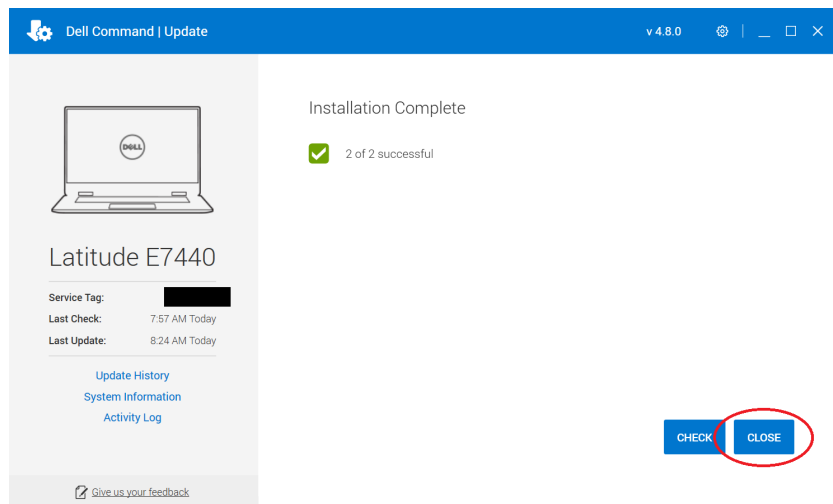 Dell Command | Update
v 4.8.0
Installation Complete
2 of 2 successful
DELL
Latitude E7440
Service Tag:
Last Check: 7:57 AM Today
Last Update: 8:24 AM Today
Update History
System Information
Activity Log
CHECK
CLOSE
Give us your feedback